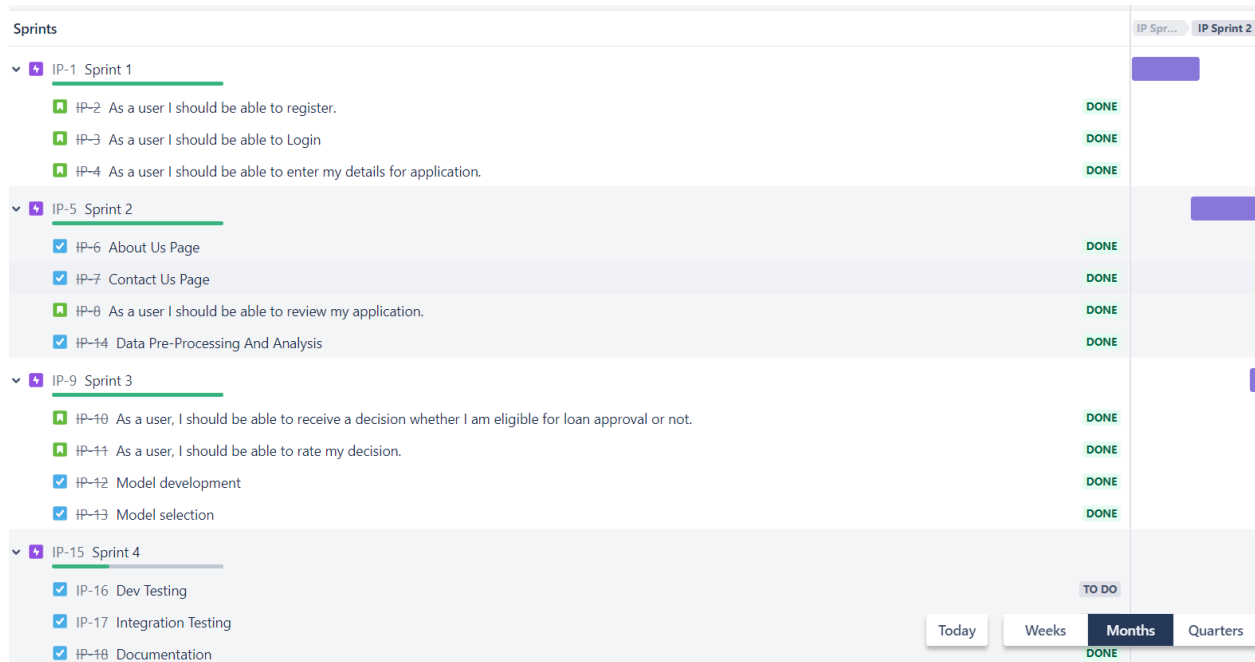 Sprints
IP Spr... IP Sprint 2
IP-1 Sprint 1
IP-2 As a user I should be able to register. DONE
IP-3 As a user I should be able to Login DONE
IP-4 As a user I should be able to enter my details for application. DONE
IP-5 Sprint 2
IP-6 About Us Page DONE
IP-7 Contact Us Page DONE
IP-8 As a user I should be able to review my application. DONE
IP-14 Data Pre-Processing And Analysis DONE
IP-9 Sprint 3
IP-10 As a user, I should be able to receive a decision whether I am eligible for loan approval or not. DONE
IP-11 As a user, I should be able to rate my decision. DONE
IP-12 Model development DONE
IP-13 Model selection DONE
IP-15 Sprint 4
IP-16 Dev Testing TO DO
IP-17 Integration Testing
Today Weeks Months Quarters
IP-18 Documentation DONE